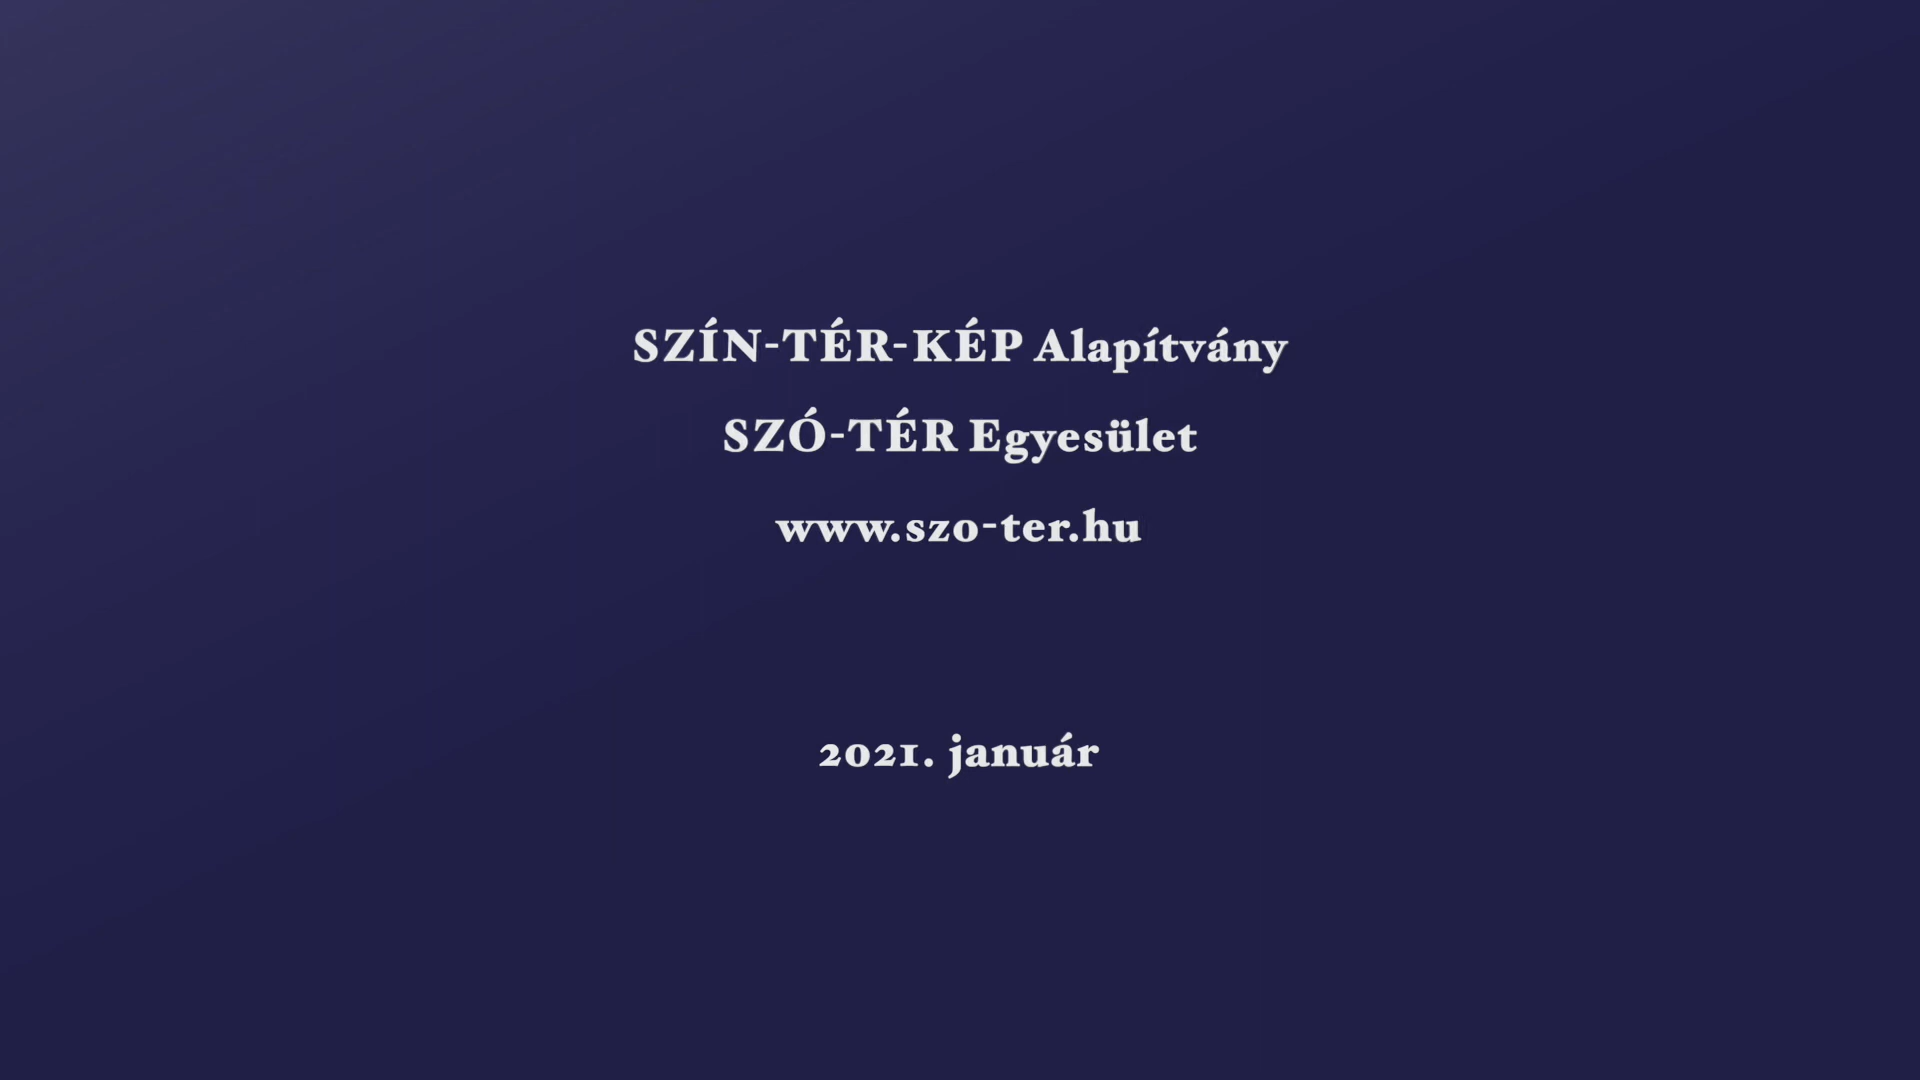 SZÍN-TÉR-KÉP Alapítvány
SZÓ-TÉR Egyesület
www.szo-ter.hu
2021. január